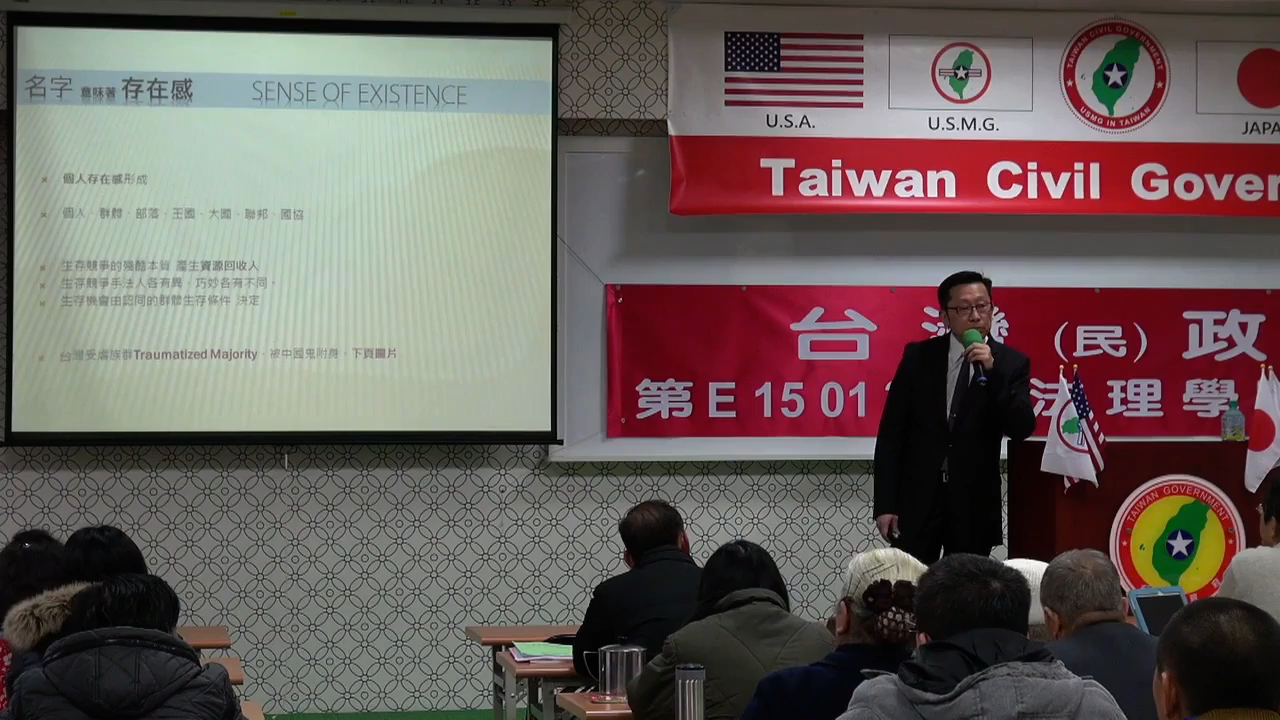 名字 意味著 存在感 SENSE OF EXISTENCE
個人存在感形成
個人、群體、部落、王國、大國、聯邦、國協
生存競爭的殘酷本質 產生資源回收人
生存競爭手法人各有異，巧妙各有不同。
生存機會由認同的群體生存條件 決定
台灣受虐族群Traumatized Majority，被中國鬼附身，下頁圖片
U.S.A.
U.S.M.G.
TAIWAN CIVIL GOVERNMENT
USMG IN TAIWAN
JAPA
Taiwan Civil Gover
台 灣 (民) 政
第E 15 01 法 理 學
TAIWAN GOVERNMENT